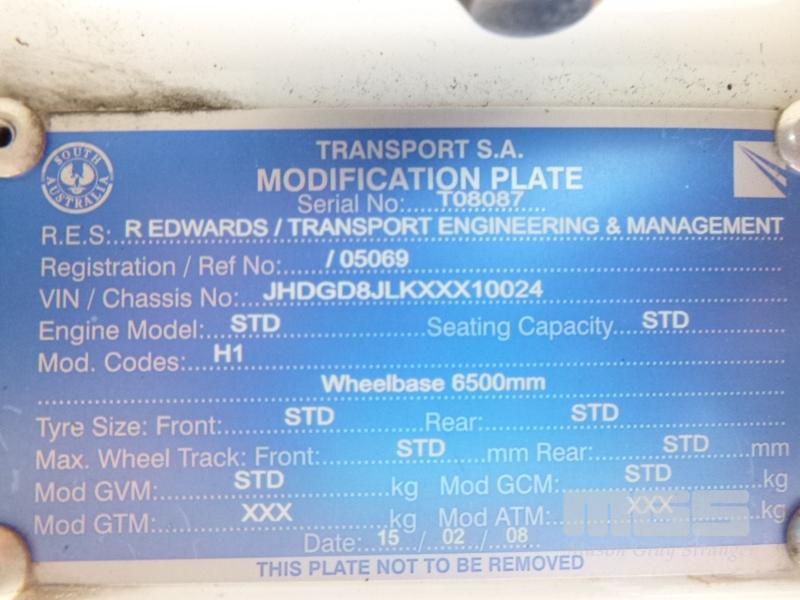 SOUTH AUSTRALIA
TRANSPORT S.A.
MODIFICATION PLATE
Serial No:.....T08087....
R.E.S: R EDWARDS / TRANSPORT ENGINEERING & MANAGEMENT
Registration / Ref No:....../ 05069
VIN / Chassis No:...JHDGD8JLKXXX10024
Engine Model:...STD Seating Capacity....STD
Mod. Codes:....H1
Wheelbase 6500mm
Tyre Size: Front:........STD Rear:........STD
Max. Wheel Track: Front:........STD mm Rear:........STD mm
Mod GVM:........STD kg Mod GCM:........STD kg
Mod GTM:........XXX kg Mod ATM:........XXX kg
Date:..15../..02../..08..
THIS PLATE NOT TO BE REMOVED
MGS
Mason Gray Strange